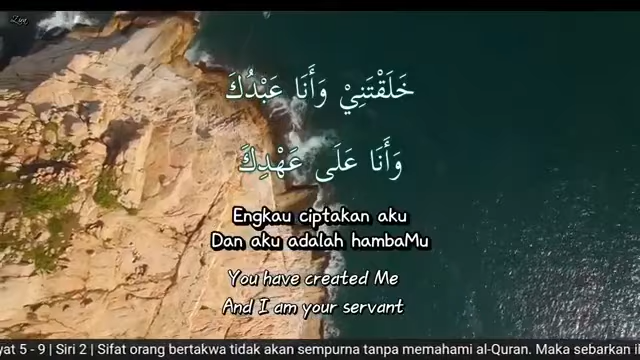 خَلَقْتَنِيْ وَأَنَا عَبْدُكَ
وَأَنَا عَلَى عَهْدِكَ
Engkau ciptakan aku
Dan aku adalah hambaMu
You have created Me
And I am your servant
yat 5 - 9 | Siri 2 | Sifat orang bertakwa tidak akan sempurna tanpa memahami al-Quran. Maka sebarkan i